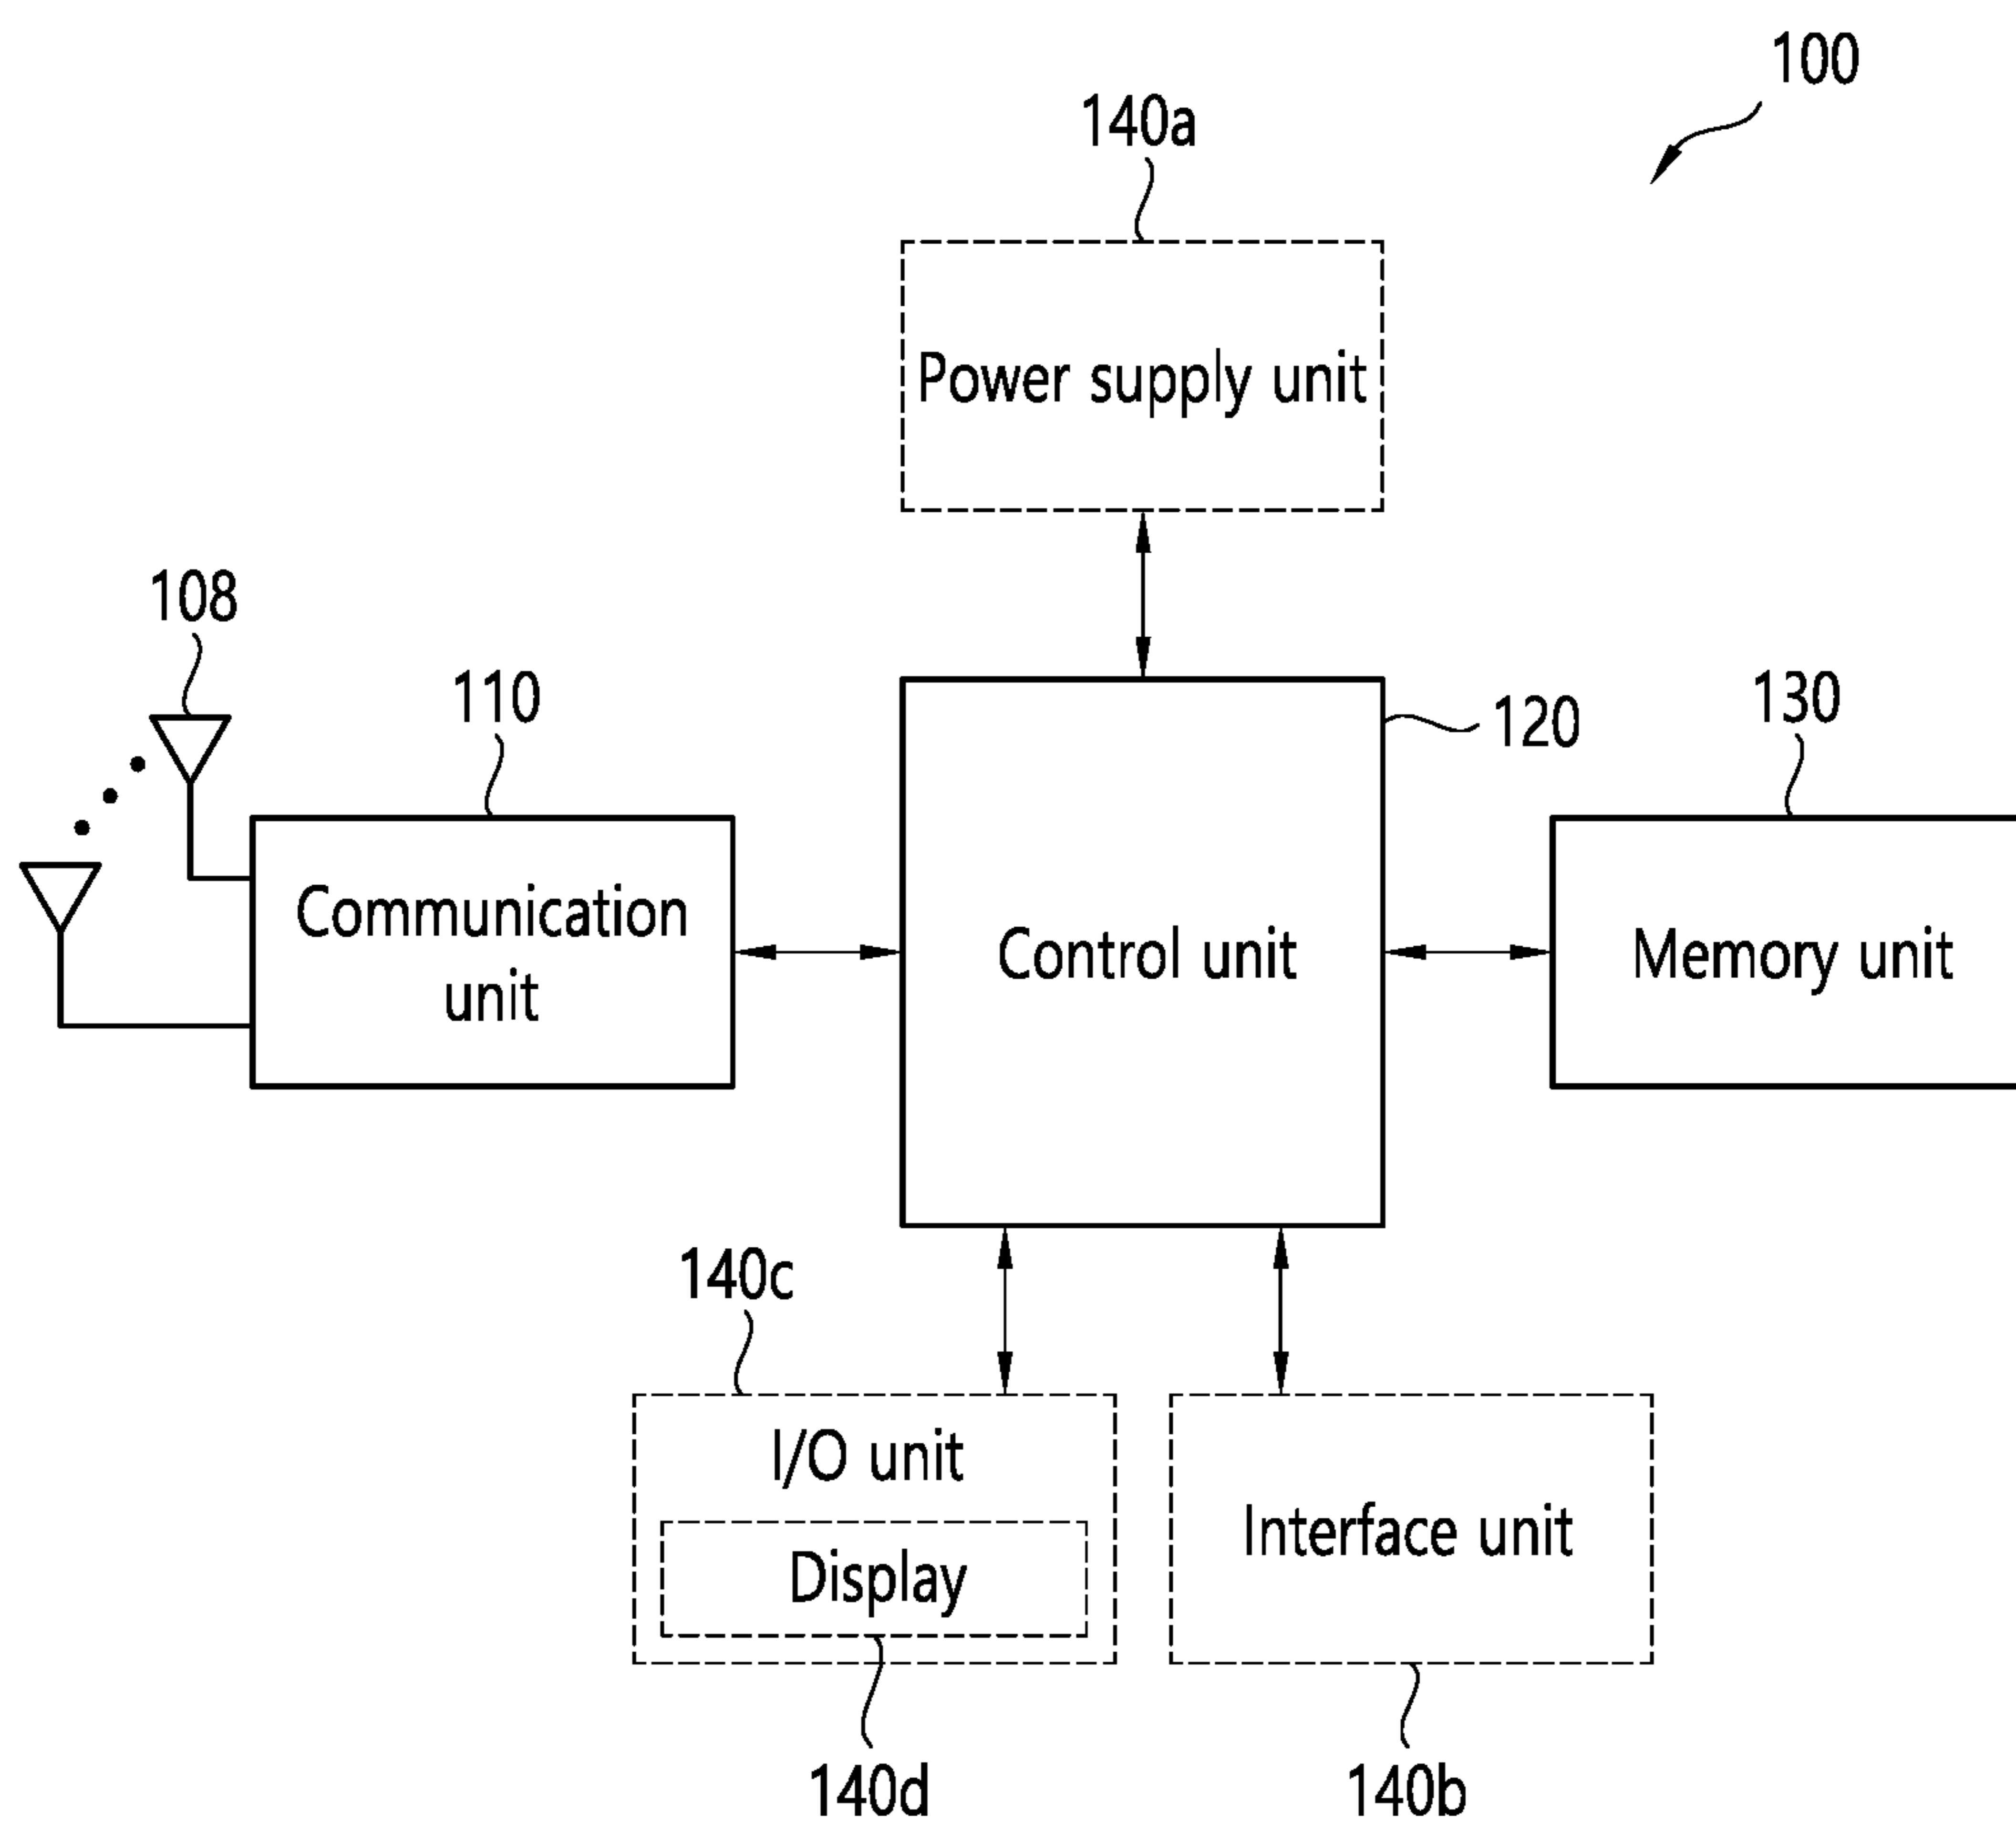 100
140a
Power supply unit
108
110
120
130
Communication
unit
Control unit
Memory unit
140c
I/O unit
Display
Interface unit
140d
140b